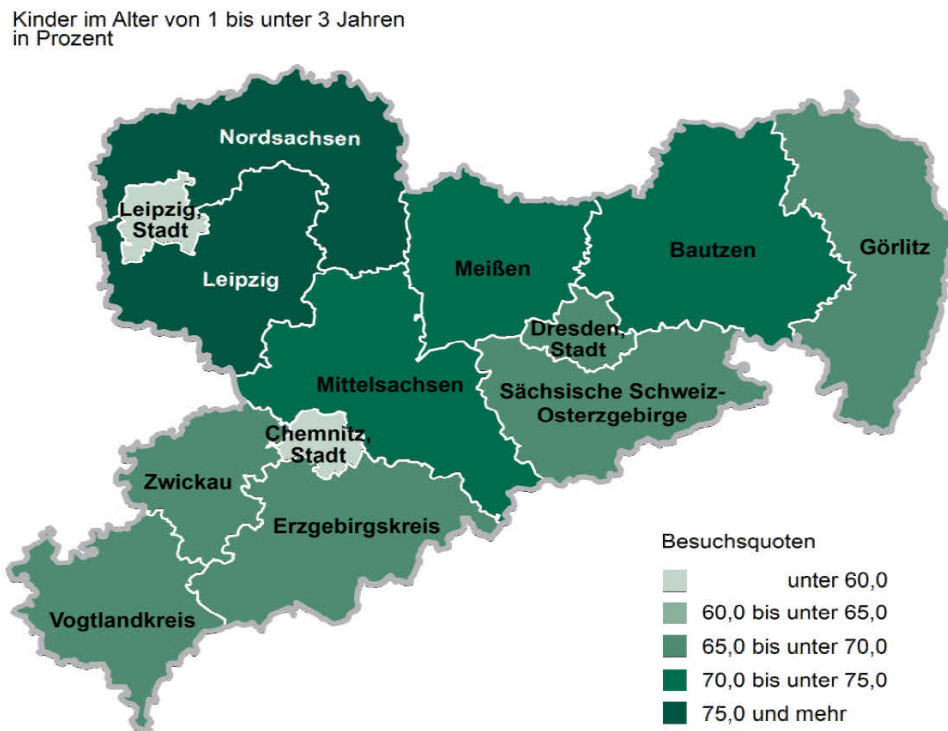 Kinder im Alter von 1 bis unter 3 Jahren
in Prozent
Nordsachsen
Leipzig,
Stadt
Leipzig
Meißen
Bautzen
Görlitz
Dresden,
Stadt
Mittelsachsen
Sächsische Schweiz-
Osterzgebirge
Chemnitz,
Stadt
Zwickau
Erzgebirgskreis
Vogtlandkreis
Besuchsquoten
unter 60,0
60,0 bis unter 65,0
65,0 bis unter 70,0
70,0 bis unter 75,0
75,0 und mehr